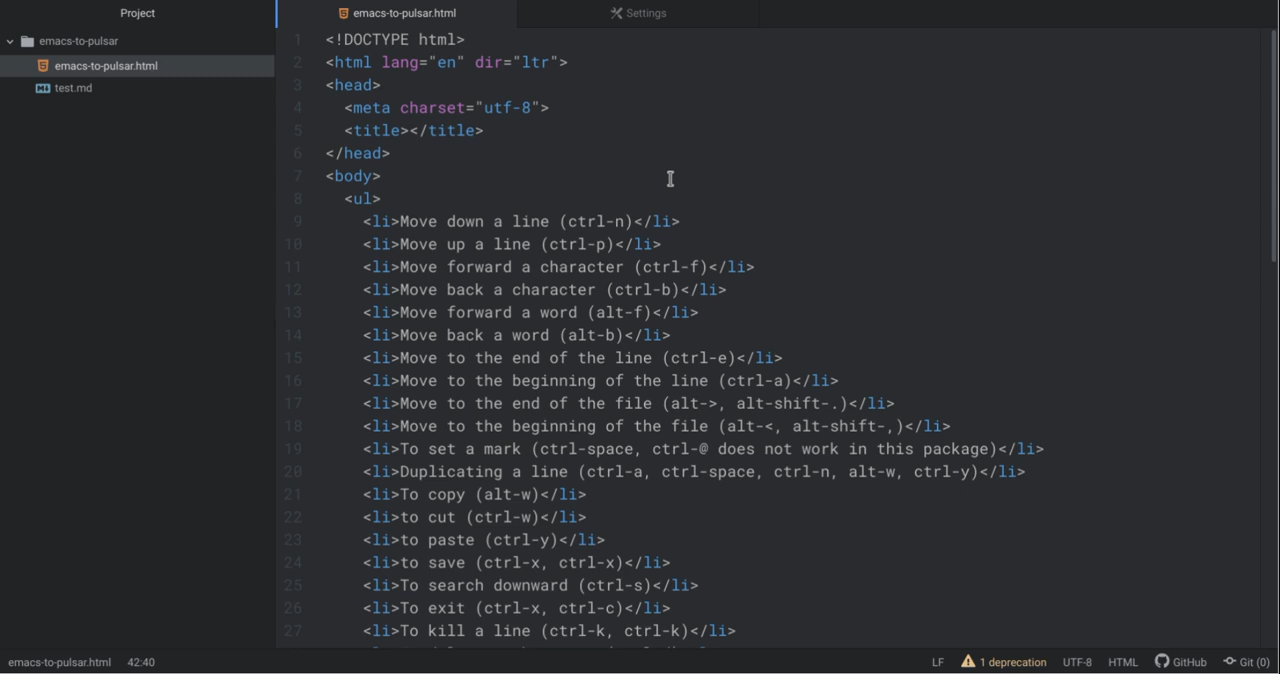 Project
emacs-to-pulsar
emacs-to-pulsar.html
test.md
emacs-to-pulsar.html
Settings
1 <!DOCTYPE html>
2 <html lang="en" dir="ltr">
3 <head>
4 <meta charset="utf-8">
5 <title></title>
6 </head>
7 <body>
8 <ul>
9 <li>Move down a line (ctrl-n)</li>
10 <li>Move up a line (ctrl-p)</li>
11 <li>Move forward a character (ctrl-f)</li>
12 <li>Move back a character (ctrl-b)</li>
13 <li>Move forward a word (alt-f)</li>
14 <li>Move back a word (alt-b)</li>
15 <li>Move to the end of the line (ctrl-e)</li>
16 <li>Move to the beginning of the line (ctrl-a)</li>
17 <li>Move to the end of the file (alt->, alt-shift-.)</li>
18 <li>Move to the beginning of the file (alt-<, alt-shift-,)</li>
19 <li>To set a mark (ctrl-space, ctrl-@ does not work in this package)</li>
20 <li>Duplicating a line (ctrl-a, ctrl-space, ctrl-n, alt-w, ctrl-y)</li>
21 <li>To copy (alt-w)</li>
22 <li>to cut (ctrl-w)</li>
23 <li>to paste (ctrl-y)</li>
24 <li>to save (ctrl-x, ctrl-x)</li>
25 <li>To search downward (ctrl-s)</li>
26 <li>To exit (ctrl-x, ctrl-c)</li>
27 <li>To kill a line (ctrl-k, ctrl-k)</li>
emacs-to-pulsar.html 42:40 LF 1 deprecation UTF-8 HTML GitHub Git (0)